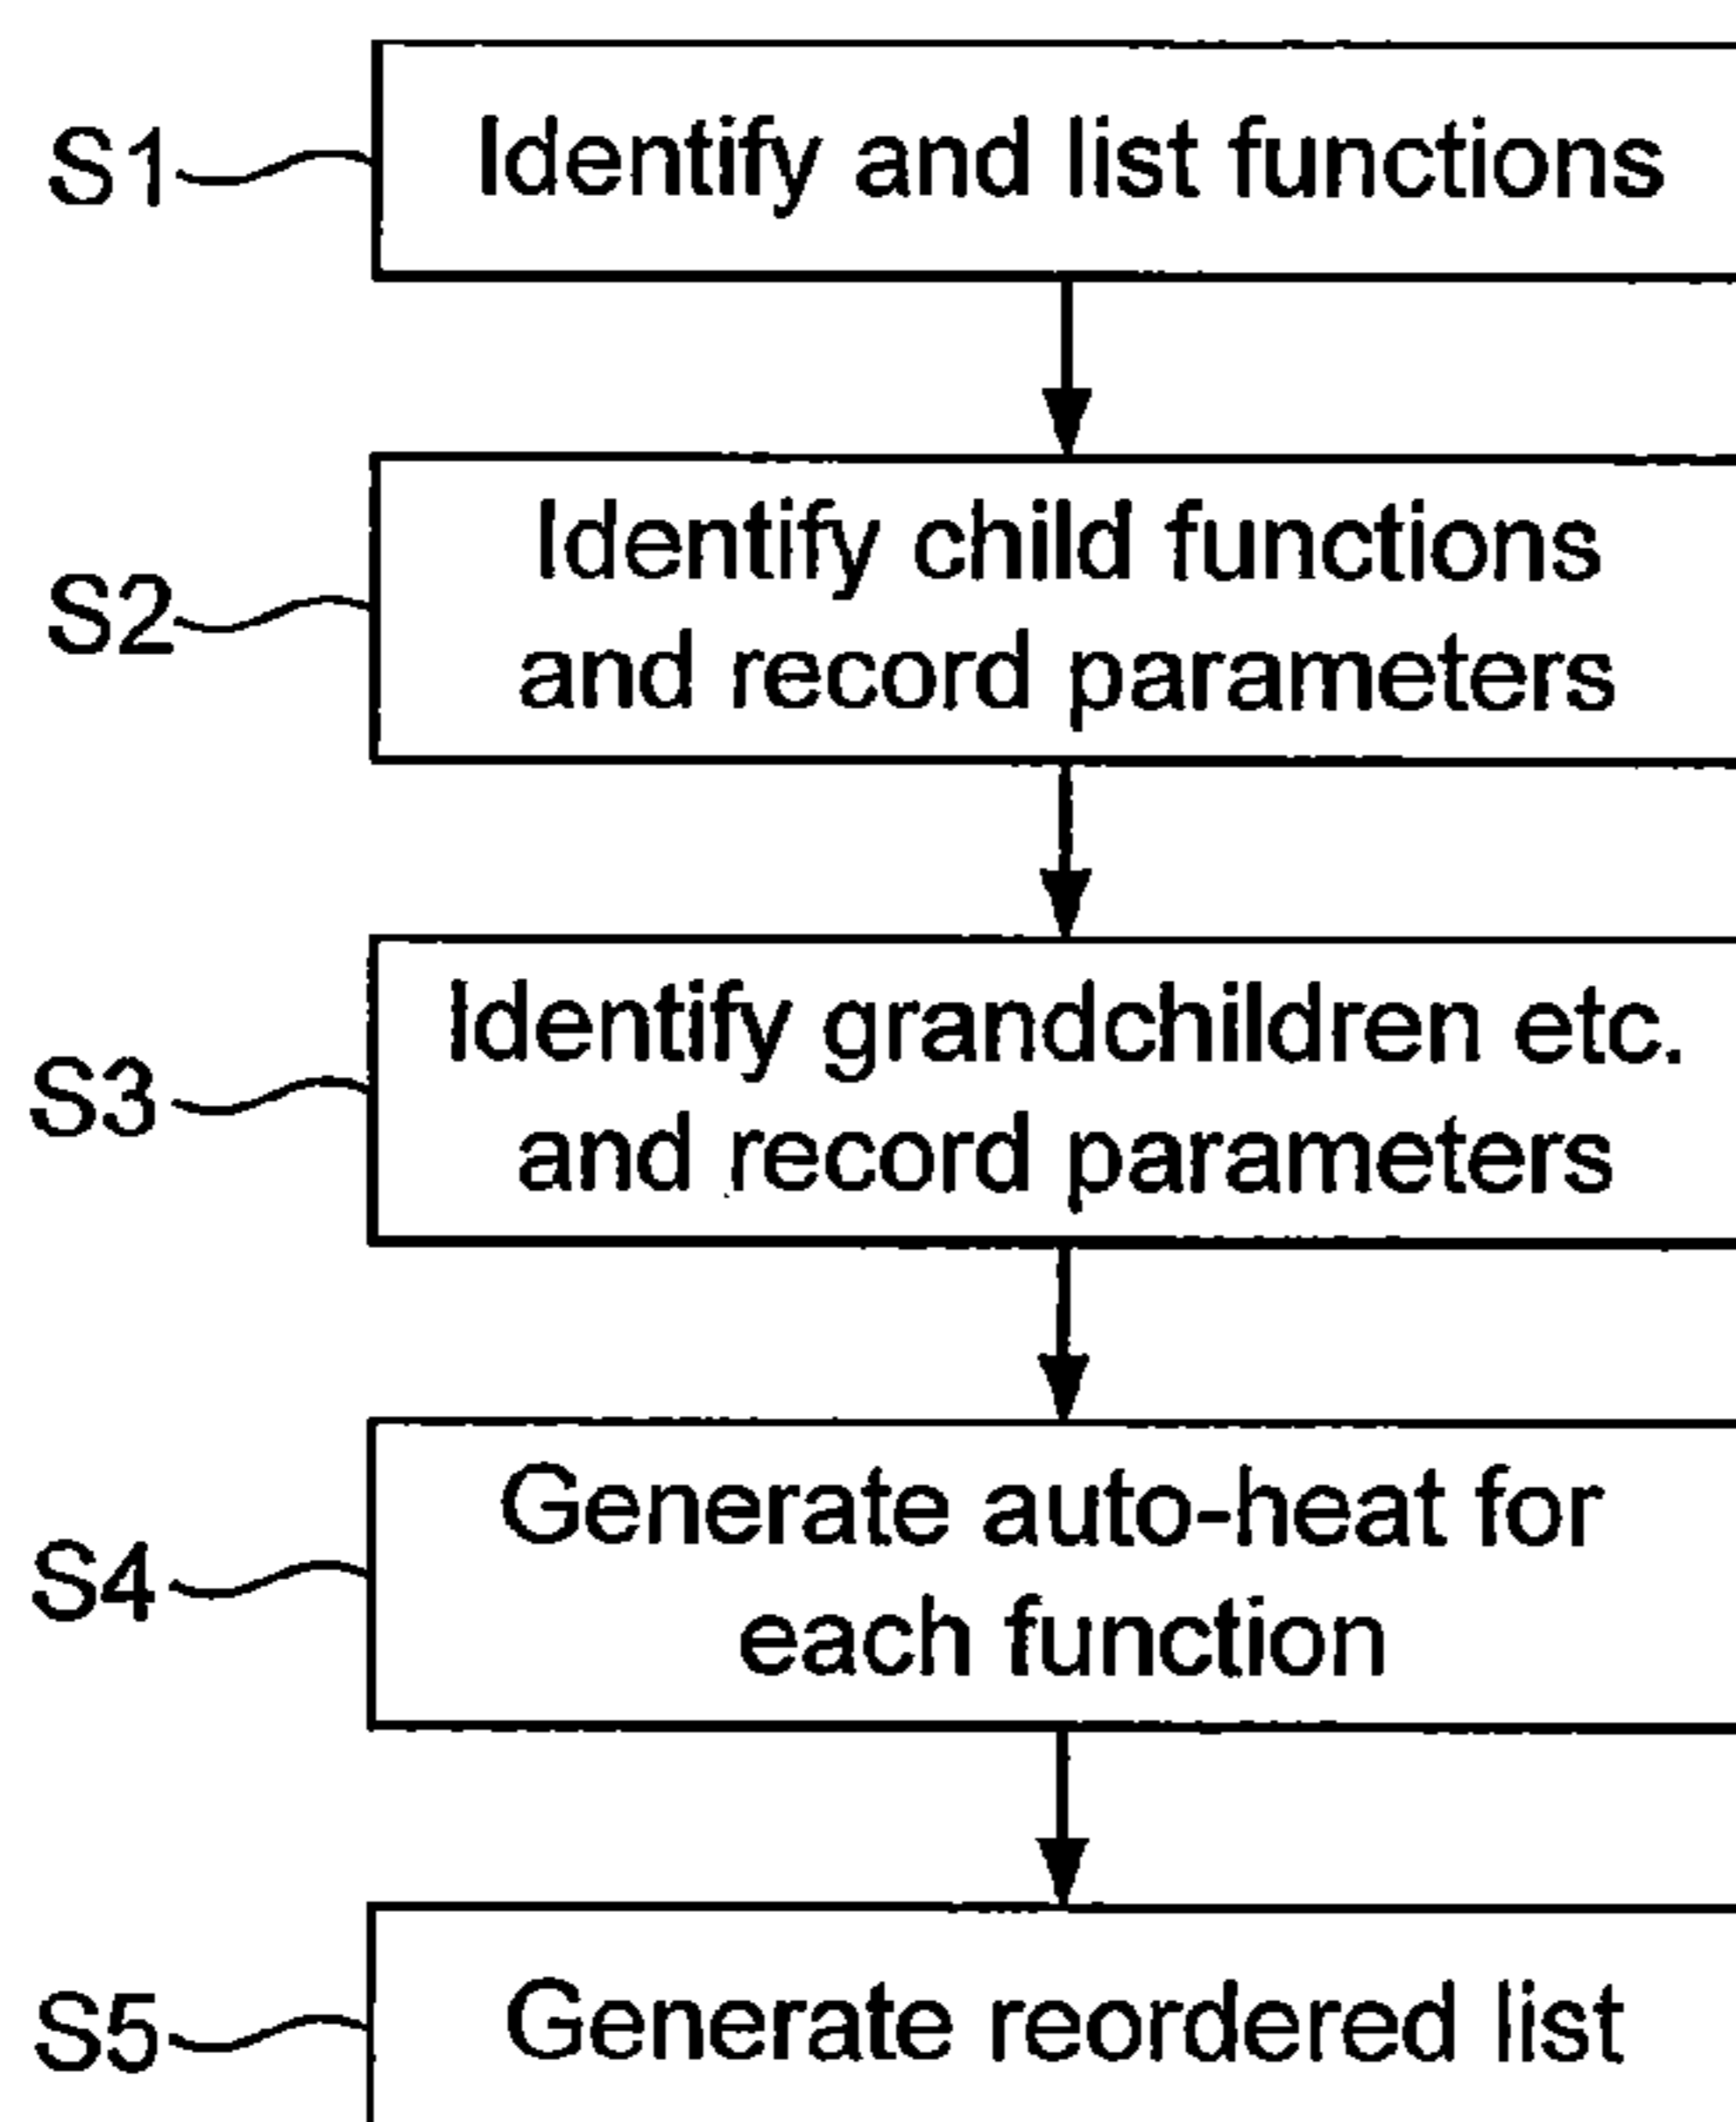 S1
Identify and list functions
S2
Identify child functions
and record parameters
S3
Identify grandchildren etc.
and record parameters
S4
Generate auto-heat for
each function
S5
Generate reordered list